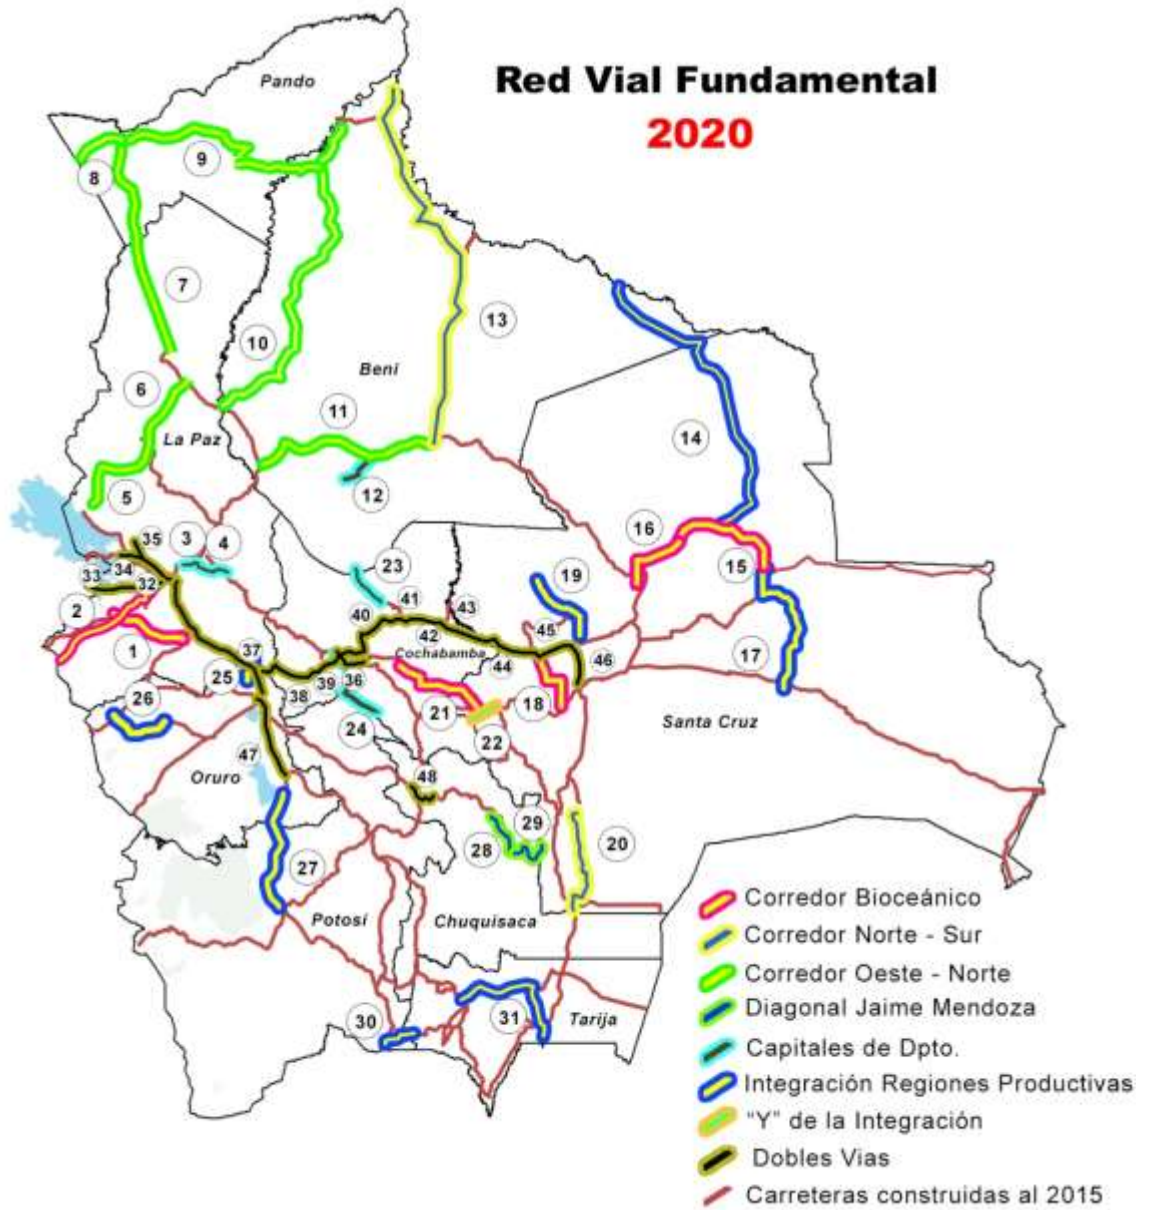 Red Vial Fundamental
2020
Pando
9
8
7
10
13
6
Beni
11
La Paz
14
5
12
16
35
3
4
23
15
34
19
33
32
41
2
40
43
42
45
1
37
Cochabamba
44
46
17
25
39
36
38
26
21
18
24
22
Santa Cruz
47
48
Oruro
29
28
20
27
Potosí
Chuquisaca
30
31
Tarija
Corredor Bioceánico
Corredor Norte - Sur
Corredor Oeste - Norte
Diagonal Jaime Mendoza
Capitales de Dpto.
Integración Regiones Productivas
"Y" de la Integración
Dobles Vias
Carreteras construidas al 2015